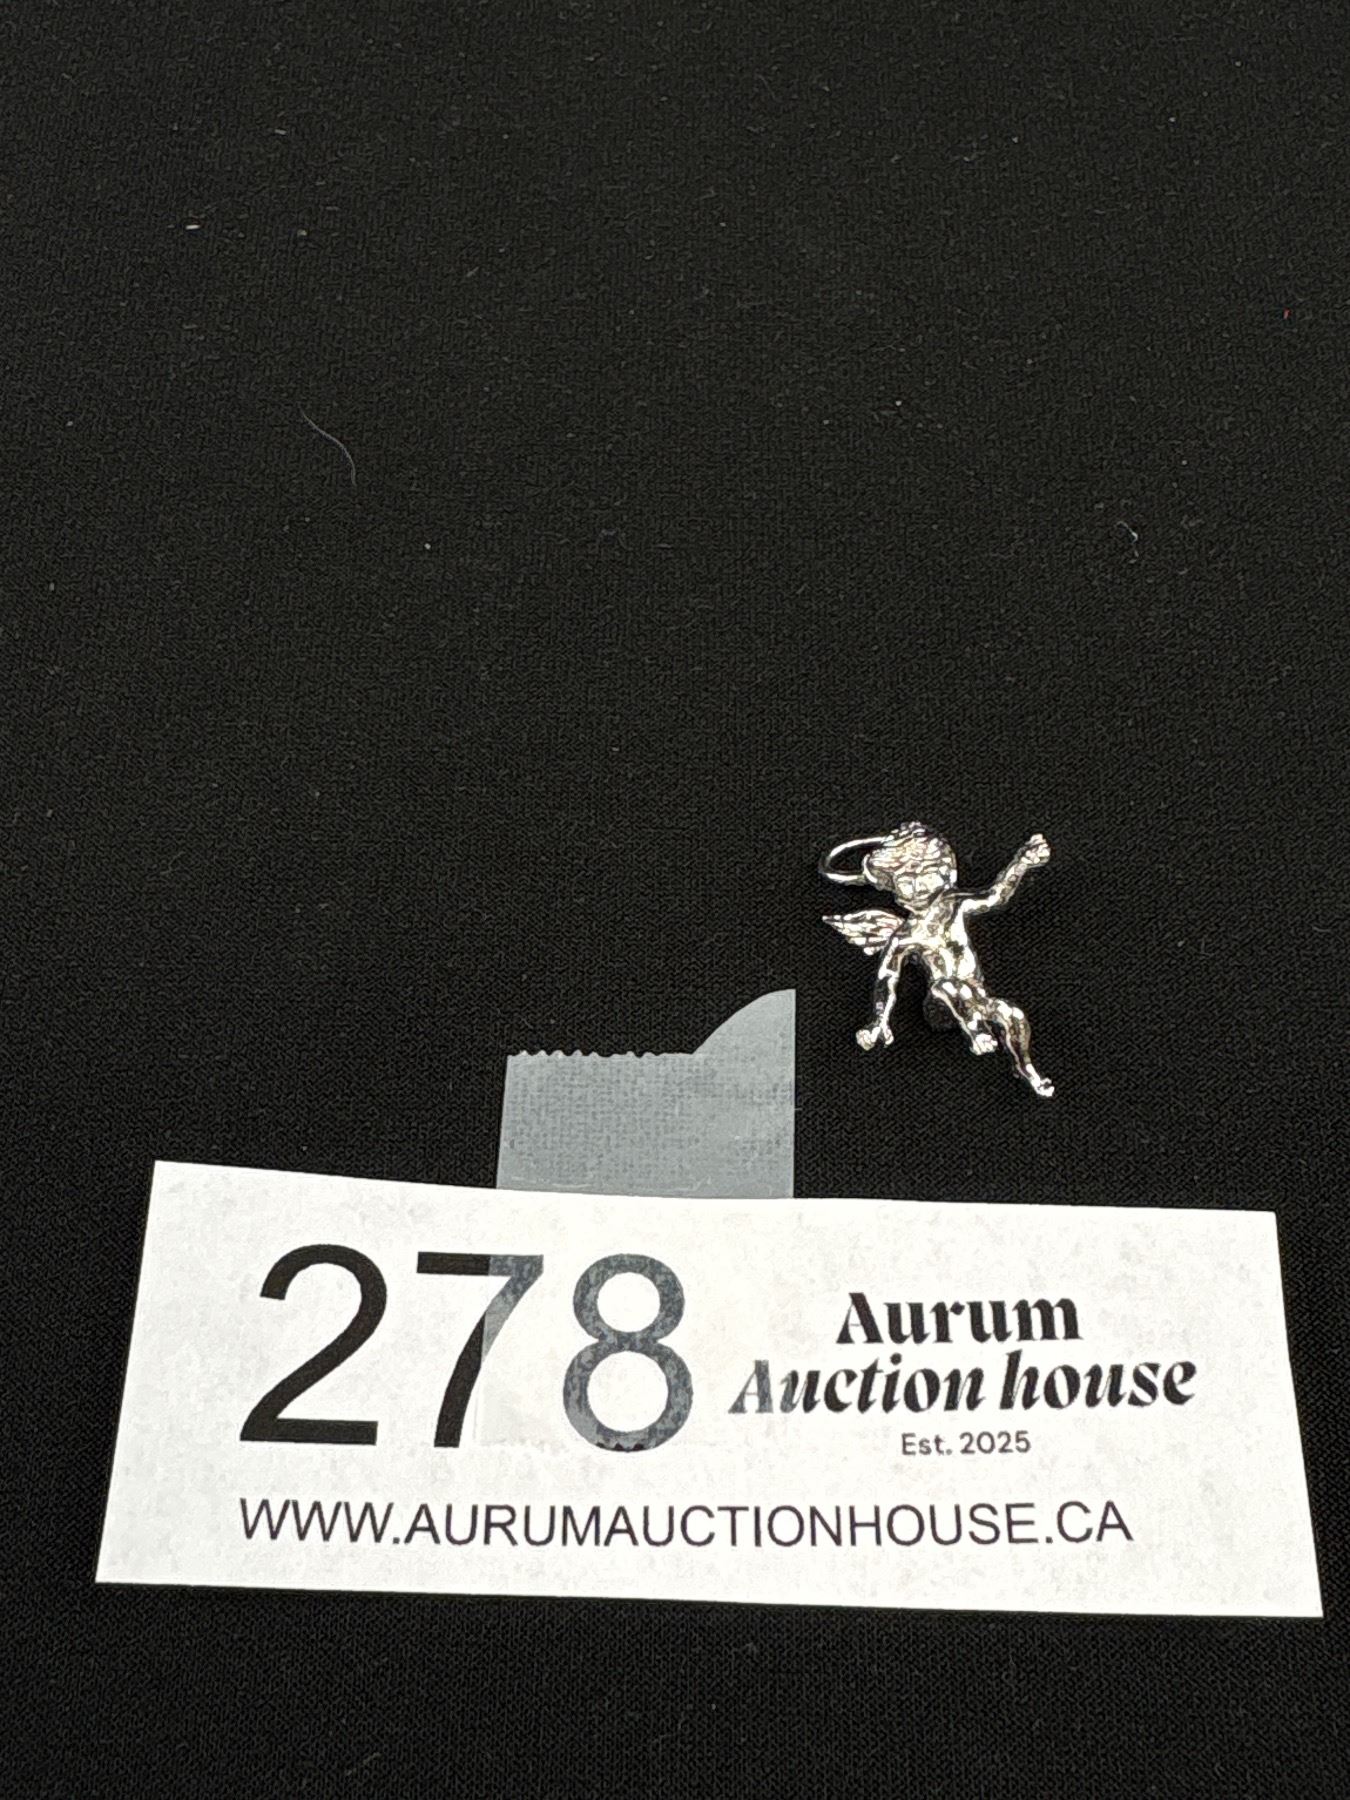 278
Aurum
Auction house
Est. 2025
WWW.AURUMAUCTIONHOUSE.CA